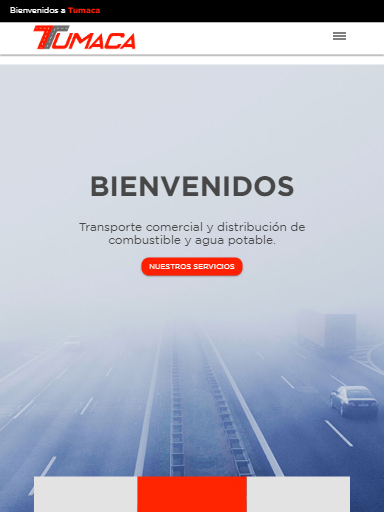 Bienvenidos a Tumaca
TUMACA
BIENVENIDOS
Transporte comercial y distribución de
combustible y agua potable.
NUESTROS SERVICIOS